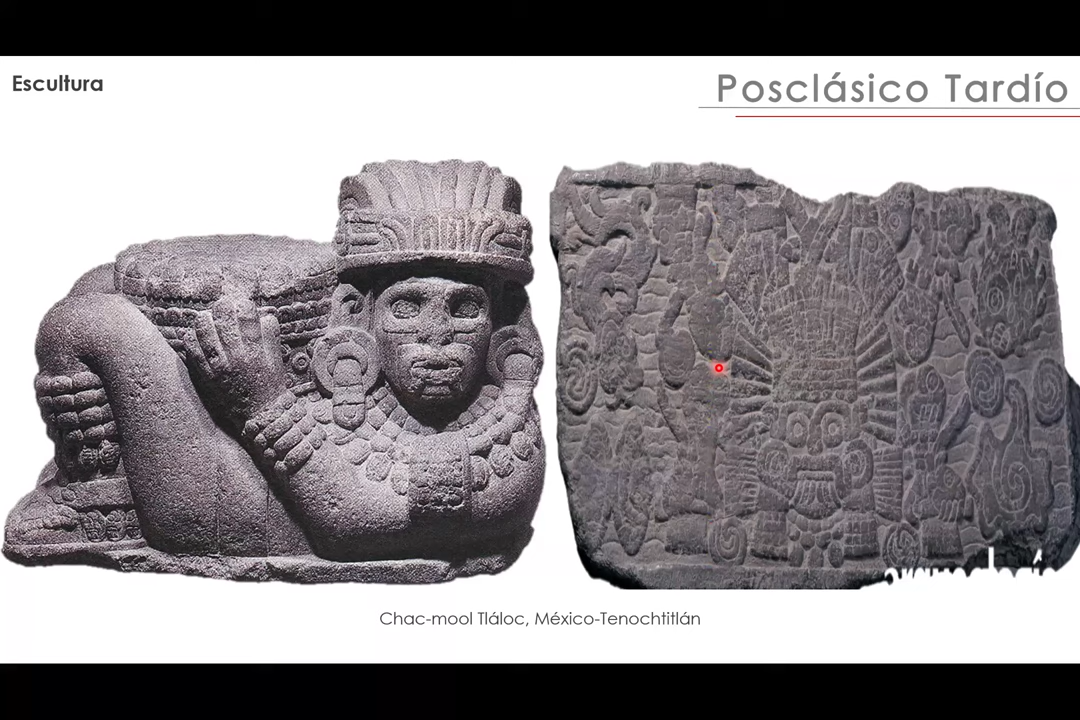 Escultura
Posclásico Tardío
Chac-mool Tláloc, México-Tenochtitlán